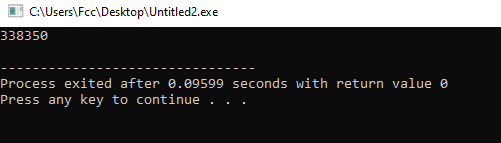 C:\Users\Fcc\Desktop\Untitled2.exe
338350
--------------------------------
Process exited after 0.09599 seconds with return value 0
Press any key to continue . . .